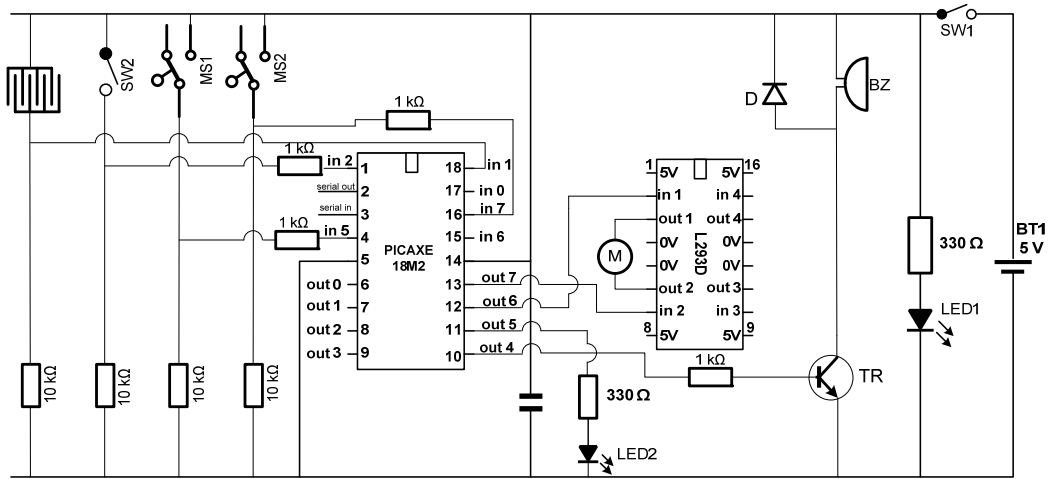 SW1
SW2
MS1
MS2
D
BZ
1 kΩ
1 kΩ
in 2 1 18 in 1
serial out 2 17 in 0
serial in 3 16 in 7
1 kΩ
in 5 4 15 in 6
PICAXE
18M2
5 14
out 0 6 13 out 7
out 1 7 12 out 6
out 2 8 11 out 5
out 3 9 10 out 4
1 5V 5V 16
in 1 in 4
out 1 out 4
0V 0V
M
L293D
0V 0V
out 2 out 3
in 2 in 3
8 5V 5V 9
330 Ω
BT1
5 V
LED1
1 kΩ
TR
10 kΩ
10 kΩ
10 kΩ
10 kΩ
330 Ω
LED2